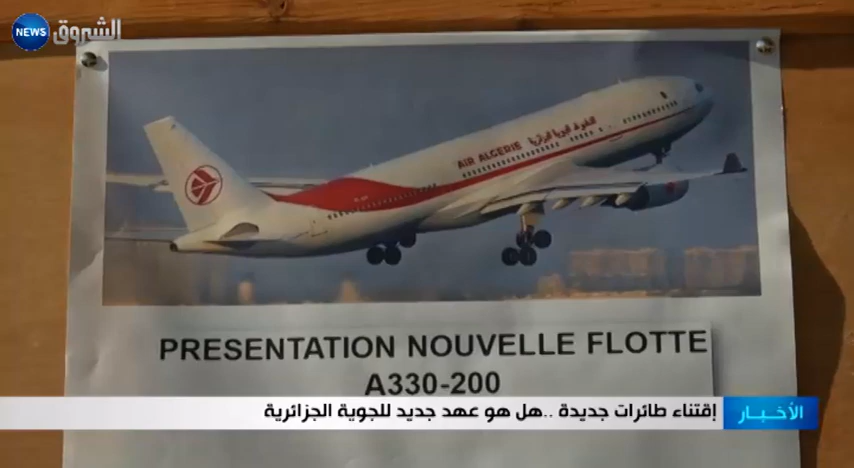 NEWS الشروق
الخطوط الجوية الجزائرية
AIR ALGERIE
PRESENTATION NOUVELLE FLOTTE
A330-200
الأخبار
إقتناء طائرات جديدة ..هل هو عهد جديد للجوية الجزائرية